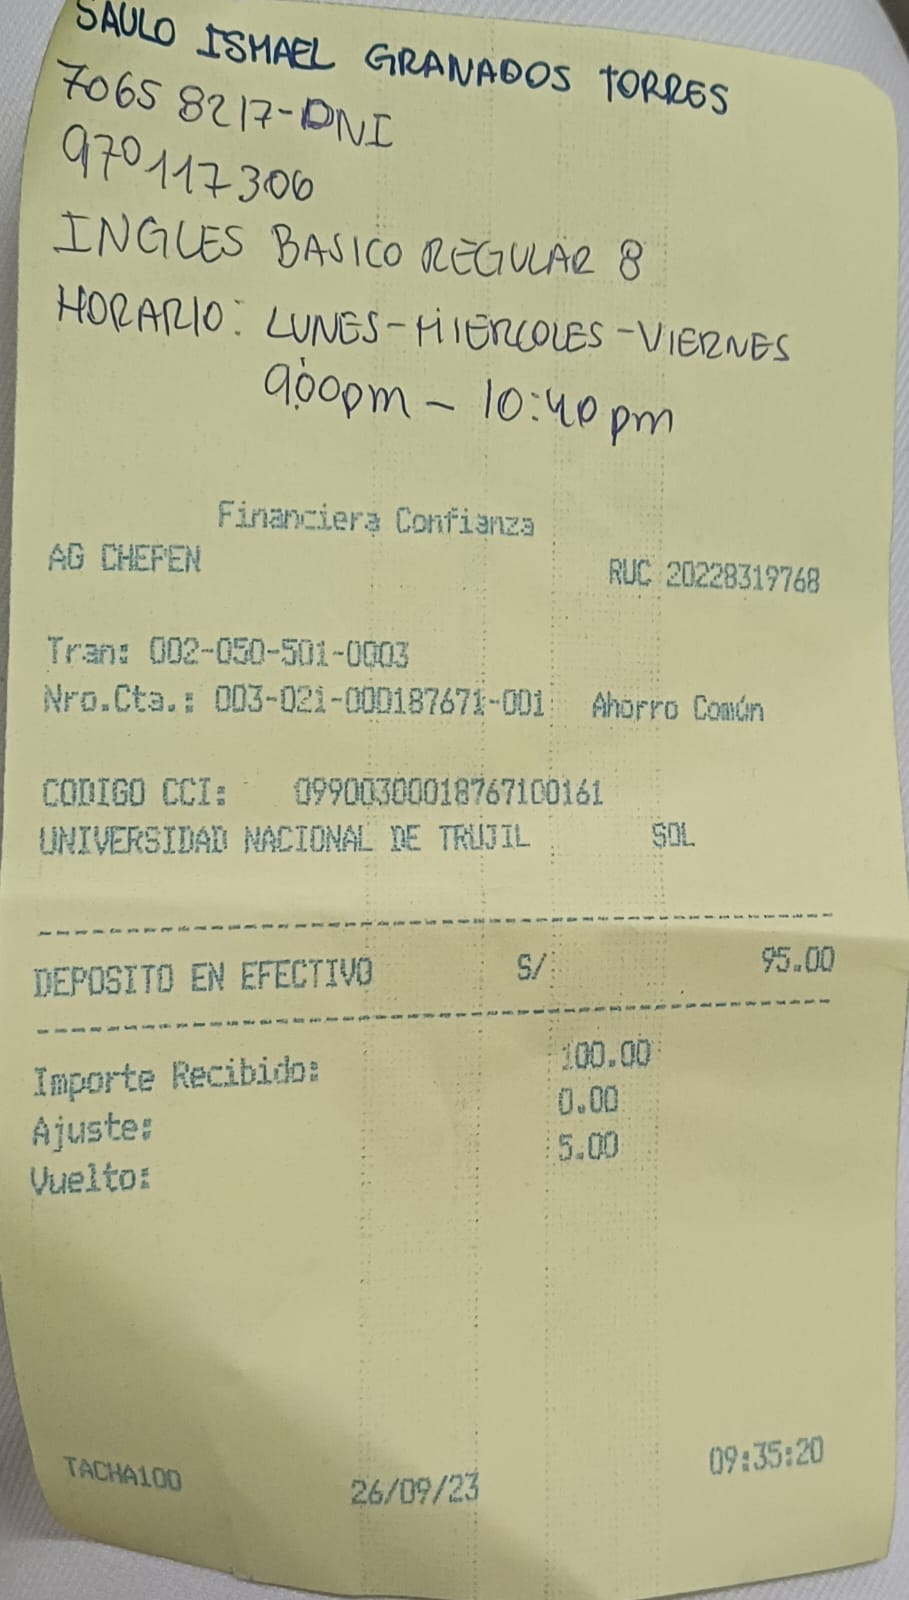 SAULO ISMAEL GRANADOS TORRES
7065 8217-DNI
970117306
INGLES BASICO REGULAR 8
HORARIO: LUNES-MIERCOLES-VIERNES
9:00pm - 10:40 pm
Financiera Confianza
AG CHEPEN RUC 20228319768
Tran: 002-050-501-0003
Nro.Cta.: 003-021-000187671-001 Ahorro Común
CODIGO CCI: 09900300018767100161
UNIVERSIDAD NACIONAL DE TRUJIL SOL
DEPOSITO EN EFECTIVO S/ 95.00
Importe Recibido: 100.00
Ajuste: 0.00
Vuelto: 5.00
TACHA100 26/09/23 09:35:20